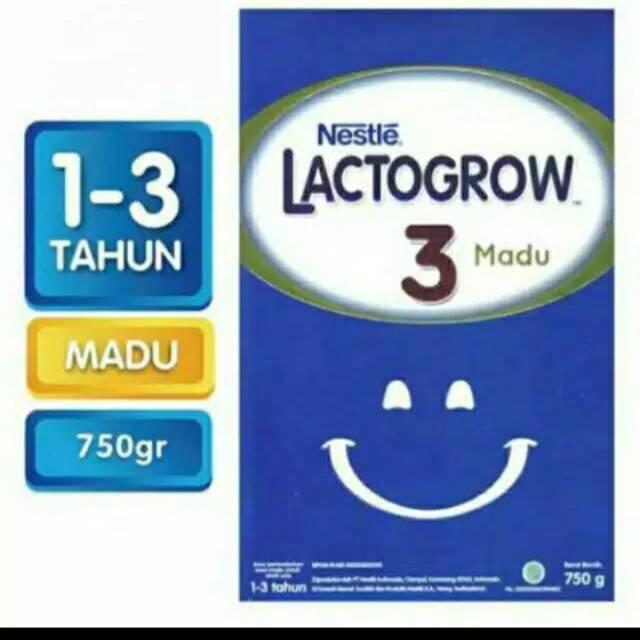 1-3
TAHUN
MADU
750gr
Nestlé
LACTOGROW
3 Madu
1-3 tahun
750 g